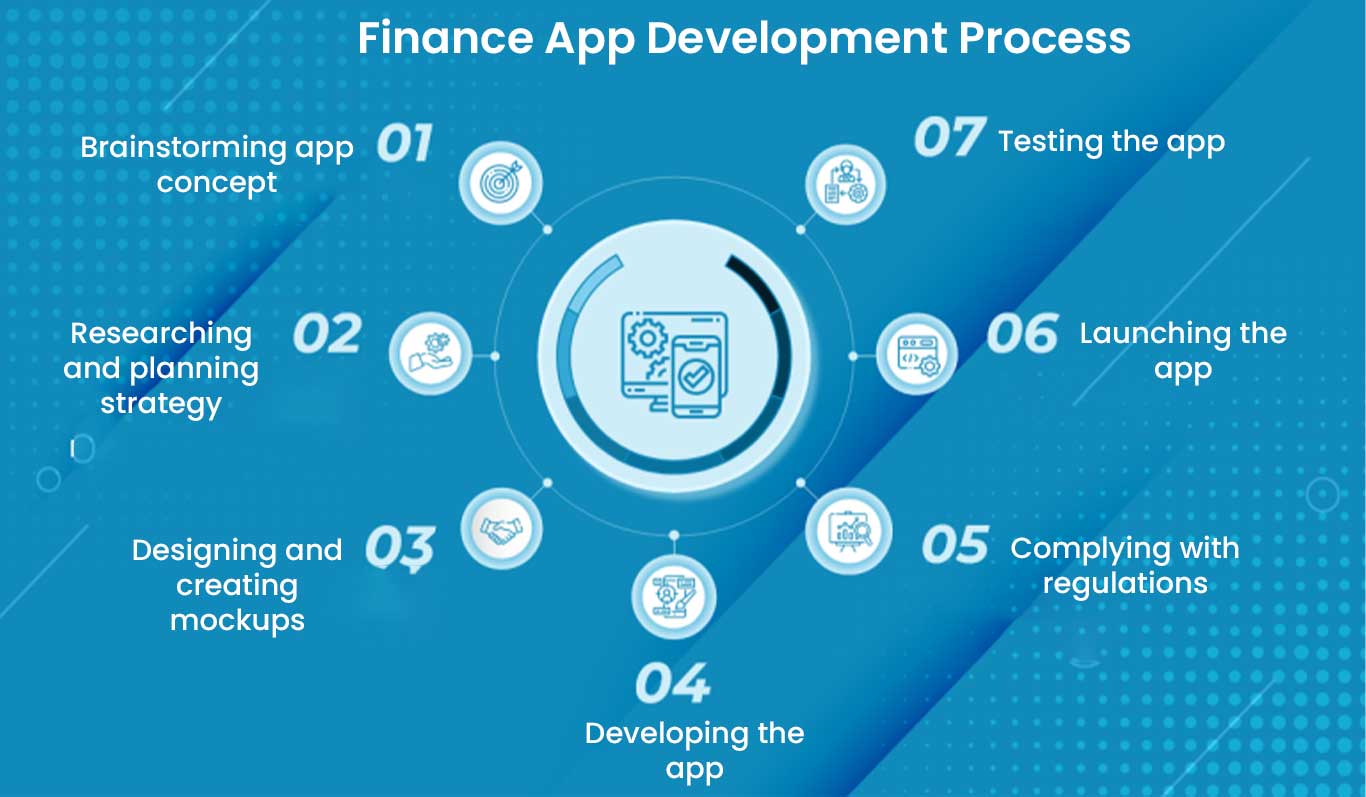 Finance App Development Process
01
Brainstorming app
concept
02
Researching
and planning
strategy
03
Designing and
creating
mockups
04
Developing the
app
05
Complying with
regulations
06
Launching the
app
07
Testing the app